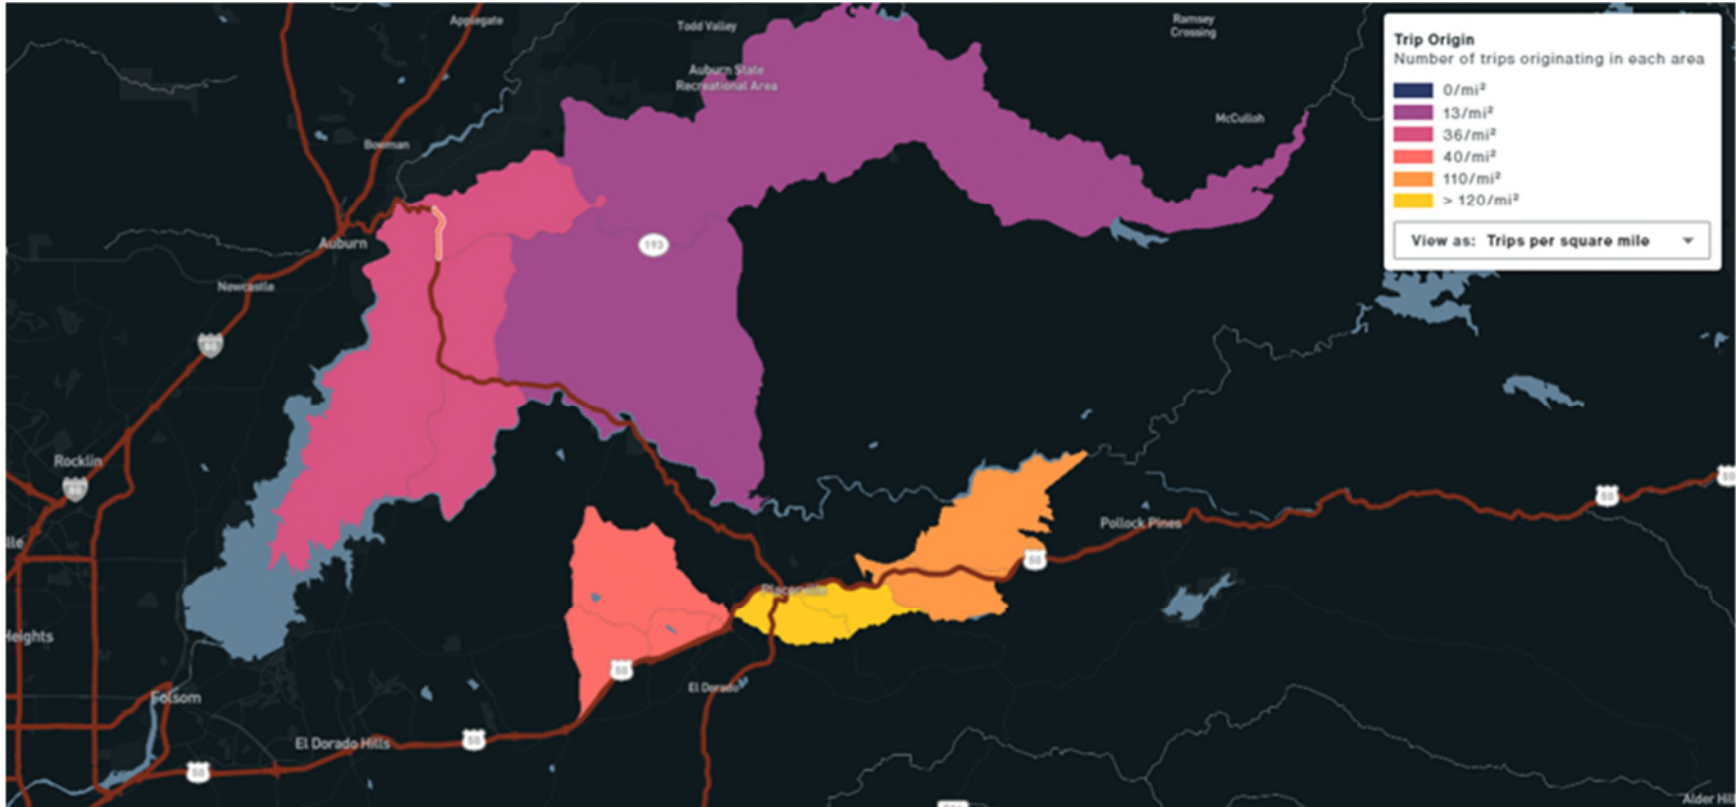 Applegate
Todd Valley
Ramsey
Crossing
Auburn State
Recreational Area
Bowman
McCulloh
Auburn
193
Newcastle
80
Rocklin
80
50
50
lle
Pollock Pines
50
Placerville
Heights
50
El Dorado
Folsom
El Dorado Hills
50
50
Alder Hil
Trip Origin
Number of trips originating in each area
0/mi²
13/mi²
36/mi²
40/mi²
110/mi²
> 120/mi²
View as: Trips per square mile